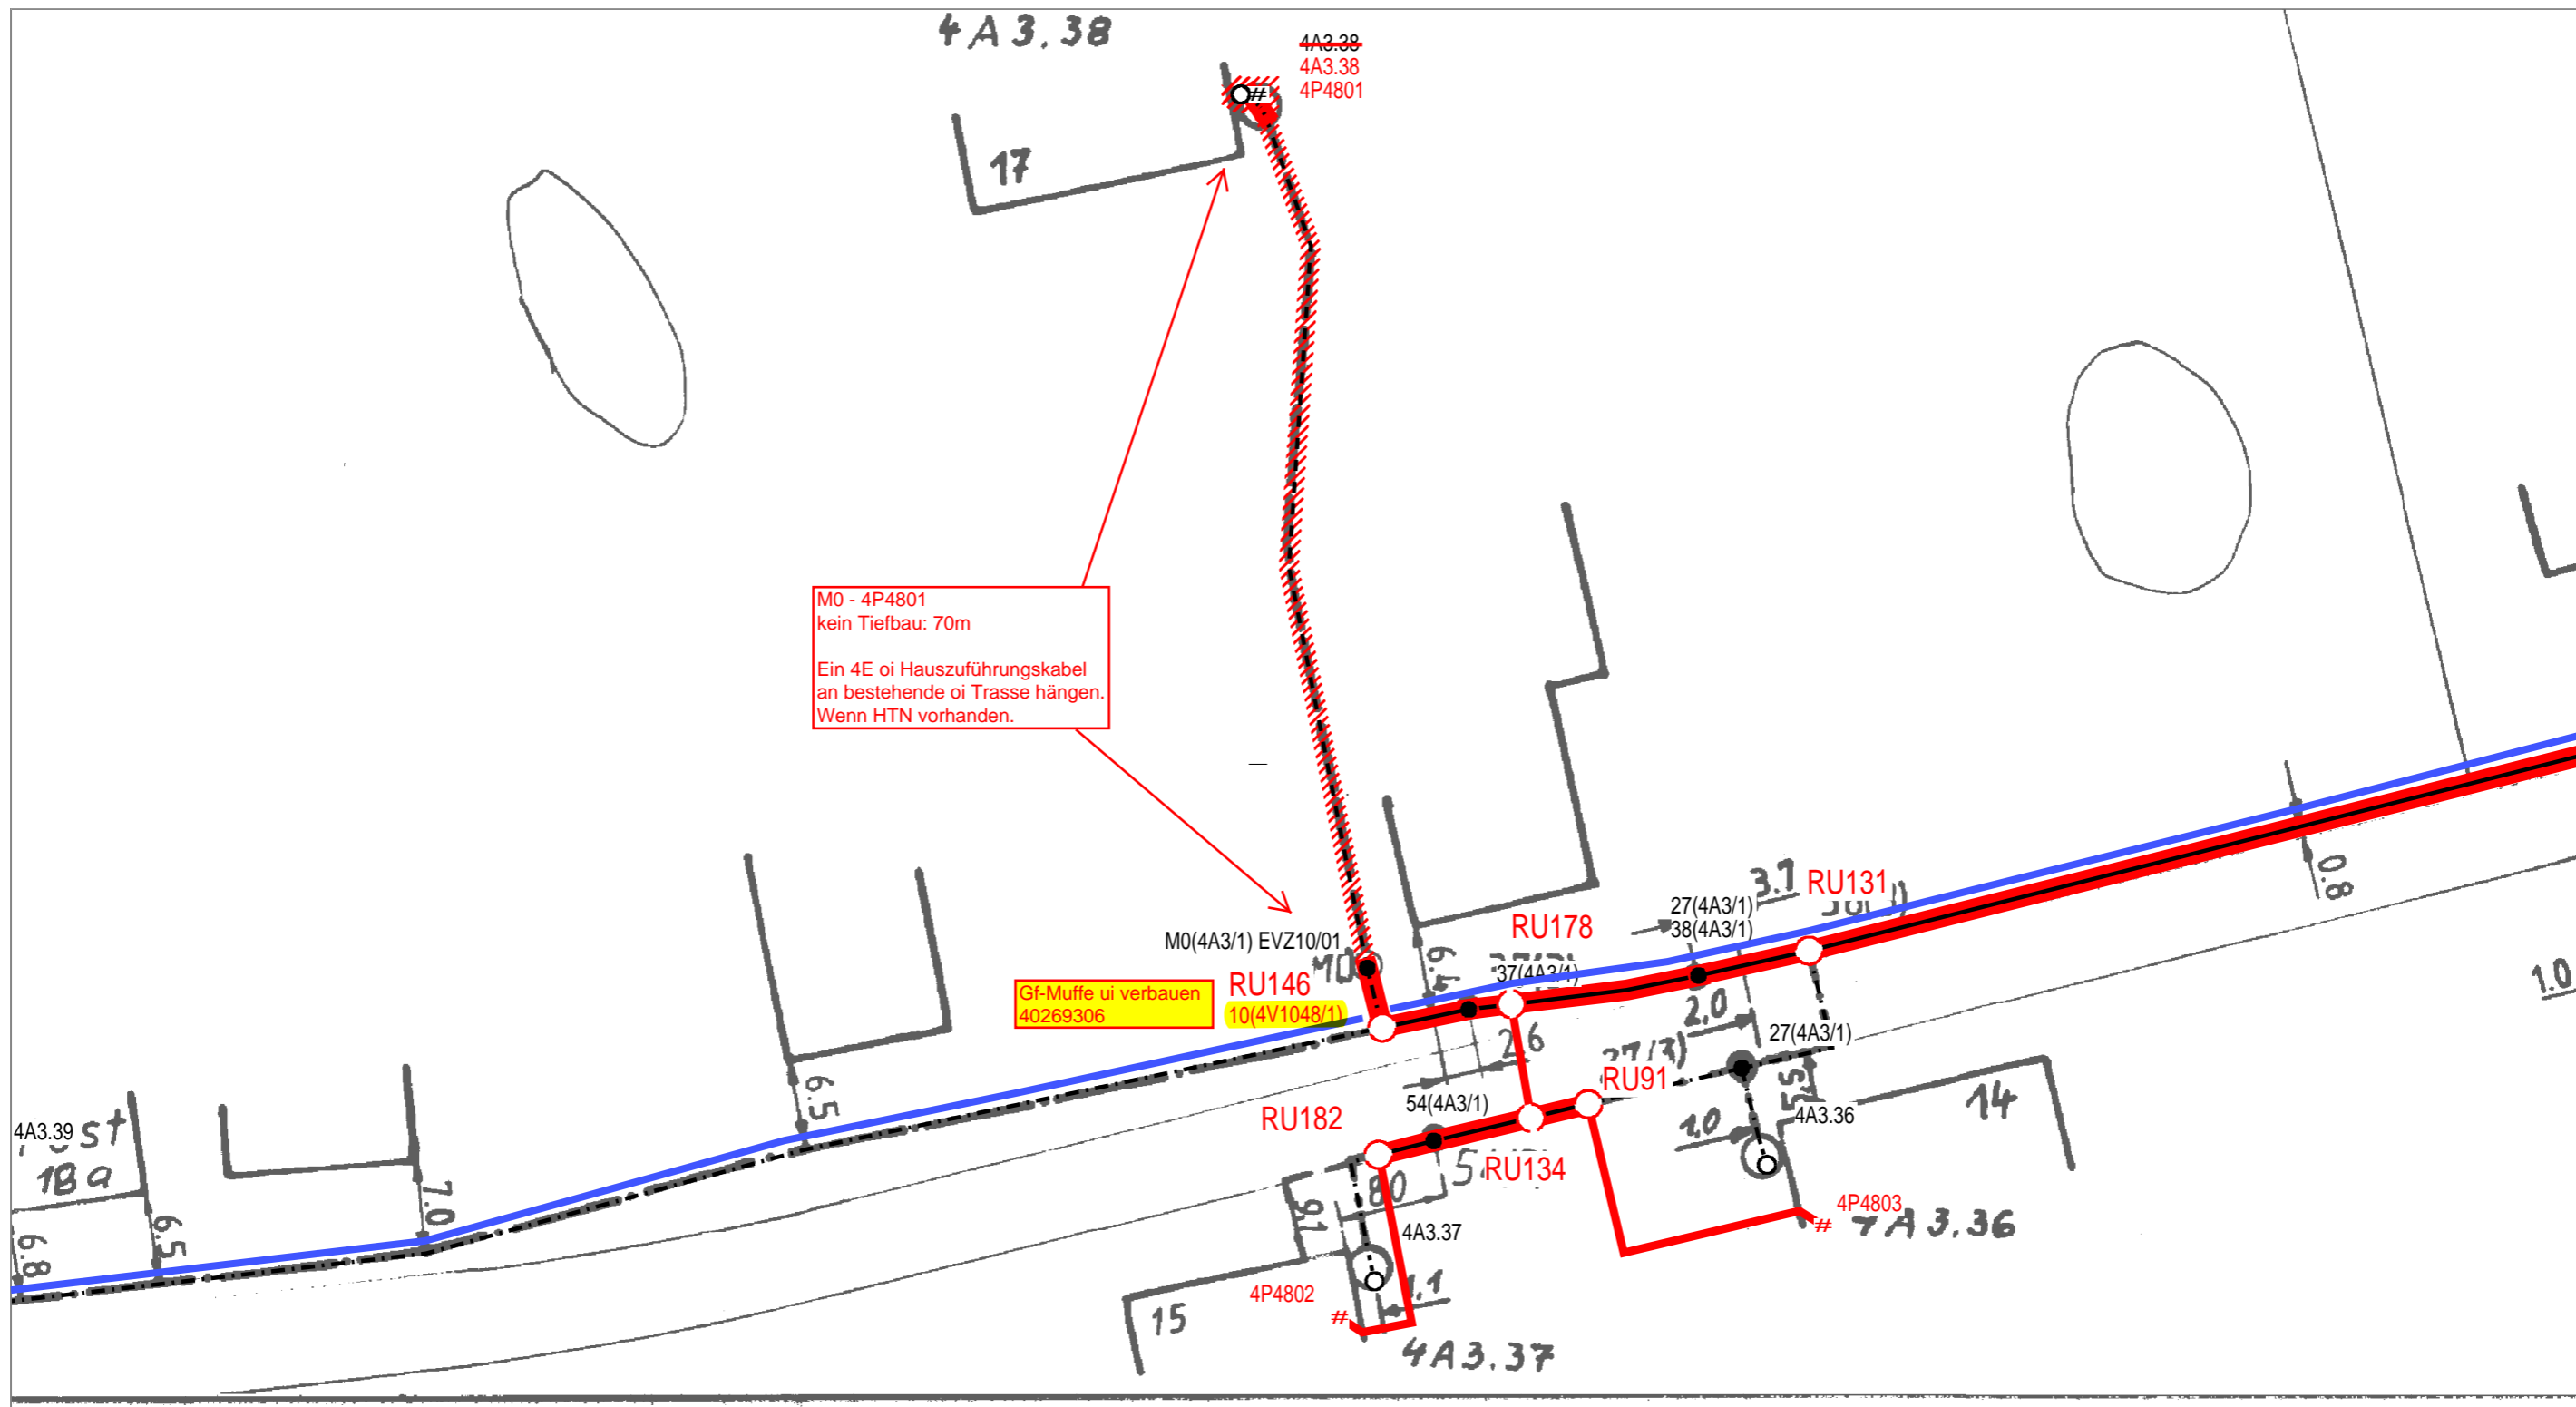 4A3.38
4A3.38
4A3.38
4P4801
#
17
M0 - 4P4801
kein Tiefbau: 70m
Ein 4E oi Hauszuführungskabel
an bestehende oi Trasse hängen.
Wenn HTN vorhanden.
3.7
RU131
27(4A3/1)
38(4A3/1)
0.8
RU178
M0(4A3/1) EVZ10/01
6.4
37(4A3/1)
1.0
Gf-Muffe ui verbauen
40269306
RU146
10(4V1048/1)
2.0
2.6
27(4A3/1)
27(3)
RU91
6.5
5.5
54(4A3/1)
14
4A3.39
RU182
1.0
4A3.36
18a
RU134
80
7.0
9.1
6.5
4P4803
#
4A3.36
4A3.37
6.8
4P4802
#
1.1
15
4A3.37